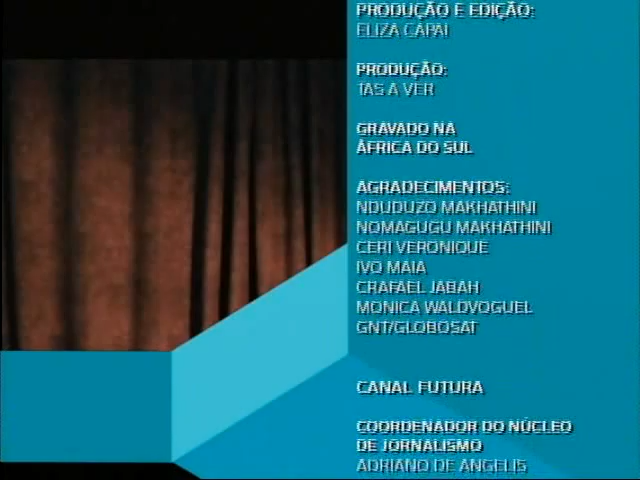 PRODUÇÃO E EDIÇÃO:
ELIZA CAPAI
PRODUÇÃO:
TAS A VER
GRAVADO NA
ÁFRICA DO SUL
AGRADECIMENTOS:
NDUDUZO MAKHATHINI
NOMAGUGU MAKHATHINI
CERI VERONIQUE
IVO MAIA
CRAFAEL JABAH
MONICA WALDVOGUEL
GNT/GLOBOSAT
CANAL FUTURA
COORDENADOR DO NÚCLEO
DE JORNALISMO
ADRIANO DE ANGELIS